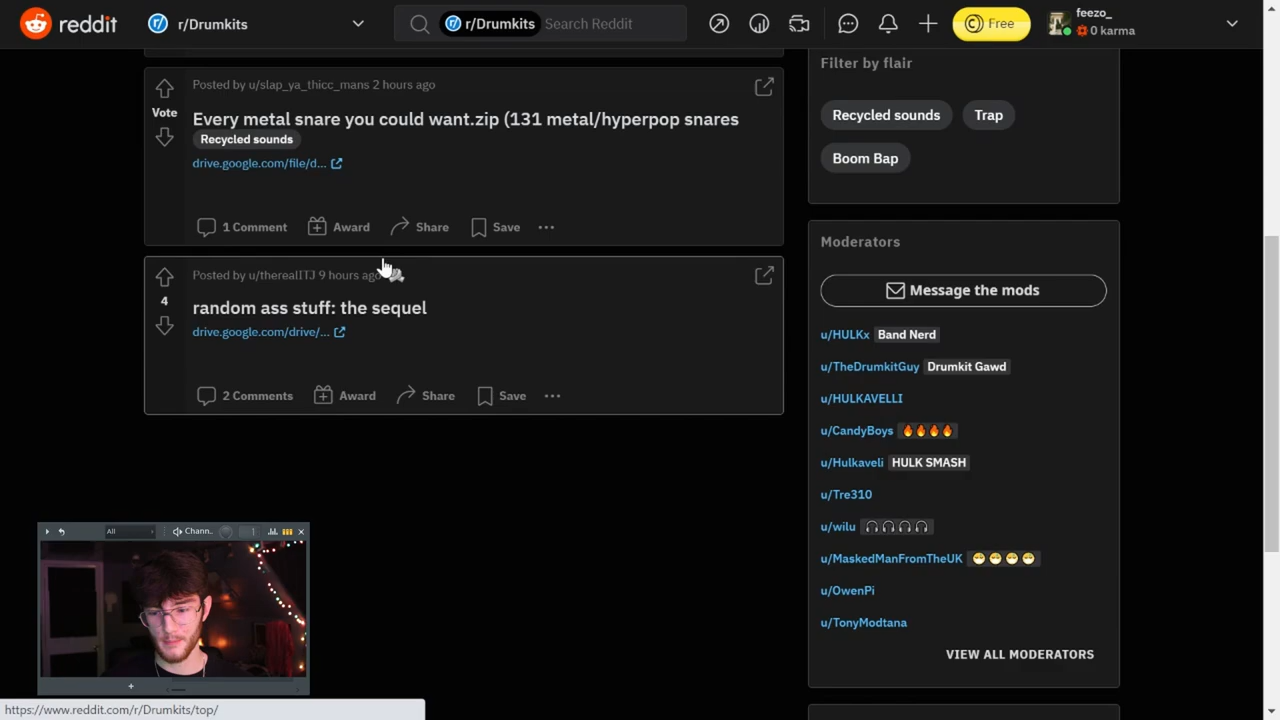 reddit
r/Drumkits
r/Drumkits
Search Reddit
Free
feezo_
0 karma
Posted by u/slap_ya_thicc_mans 2 hours ago
Vote
Every metal snare you could want.zip (131 metal/hyperpop snares
Recycled sounds
drive.google.com/file/d...
1 Comment
Award
Share
Save
Posted by u/therealITJ 9 hours ago
4
random ass stuff: the sequel
drive.google.com/drive/...
2 Comments
Award
Share
Save
Filter by flair
Recycled sounds
Trap
Boom Bap
Moderators
Message the mods
u/HULKx Band Nerd
u/TheDrumkitGuy Drumkit Gawd
u/HULKAVELLI
u/CandyBoys 🔥🔥🔥🔥
u/Hulkaveli HULK SMASH
u/Tre310
u/wilu 🎧🎧🎧🎧
u/MaskedManFromTheUK 😷😷😷😷
u/OwenPi
u/TonyModtana
VIEW ALL MODERATORS
All
Chann..
https://www.reddit.com/r/Drumkits/top/